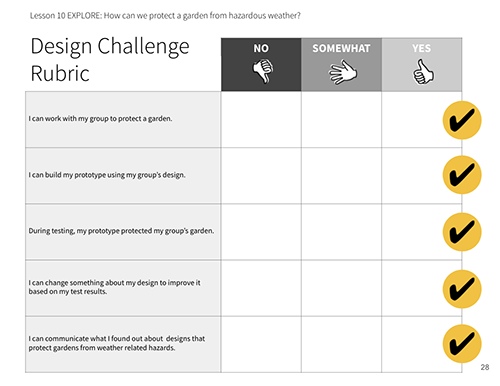 Lesson 10 EXPLORE: How can we protect a garden from hazardous weather?
Design Challenge
Rubric
NO
SOMEWHAT
YES
I can work with my group to protect a garden.
I can build my prototype using my group's design.
During testing, my prototype protected my group's garden.
I can change something about my design to improve it
based on my test results.
I can communicate what I found out about designs that
protect gardens from weather related hazards.
28